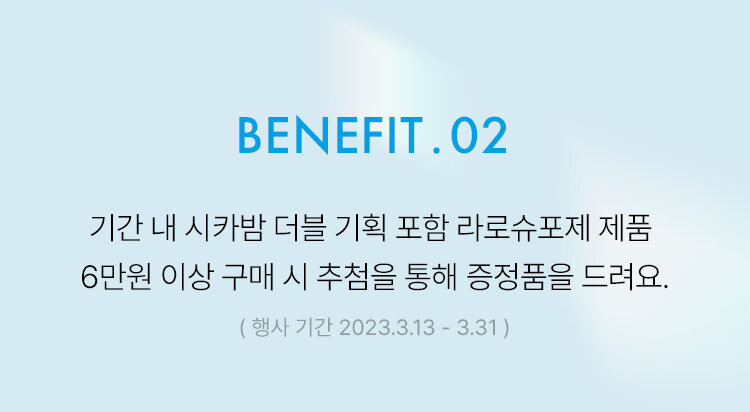 BENEFIT . 02
기간 내 시카밤 더블 기획 포함 라로슈포제 제품
6만원 이상 구매 시 추첨을 통해 증정품을 드려요.
( 행사 기간 2023.3.13 - 3.31 )